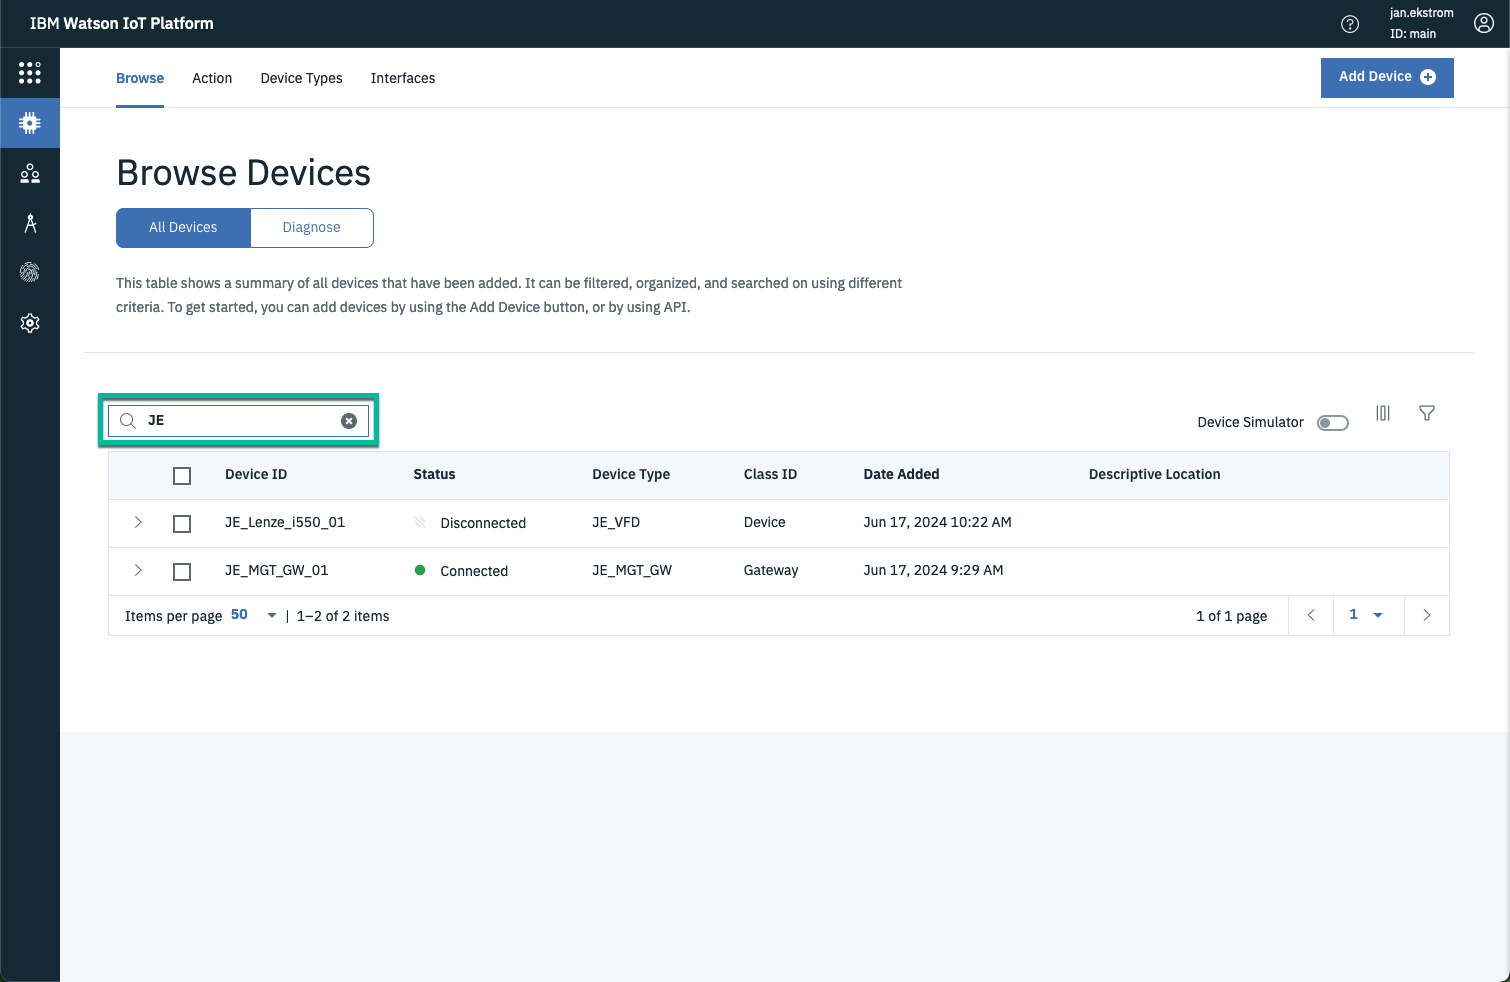 IBM Watson IoT Platform
jan.ekstrom
ID: main
Browse Action Device Types Interfaces
Add Device
Browse Devices
All Devices Diagnose
This table shows a summary of all devices that have been added. It can be filtered, organized, and searched on using different
criteria. To get started, you can add devices by using the Add Device button, or by using API.
JE
Device Simulator
Device ID Status Device Type Class ID Date Added Descriptive Location
JE_Lenze_i550_01 Disconnected JE_VFD Device Jun 17, 2024 10:22 AM
JE_MGT_GW_01 Connected JE_MGT_GW Gateway Jun 17, 2024 9:29 AM
Items per page 50 | 1–2 of 2 items 1 of 1 page 1